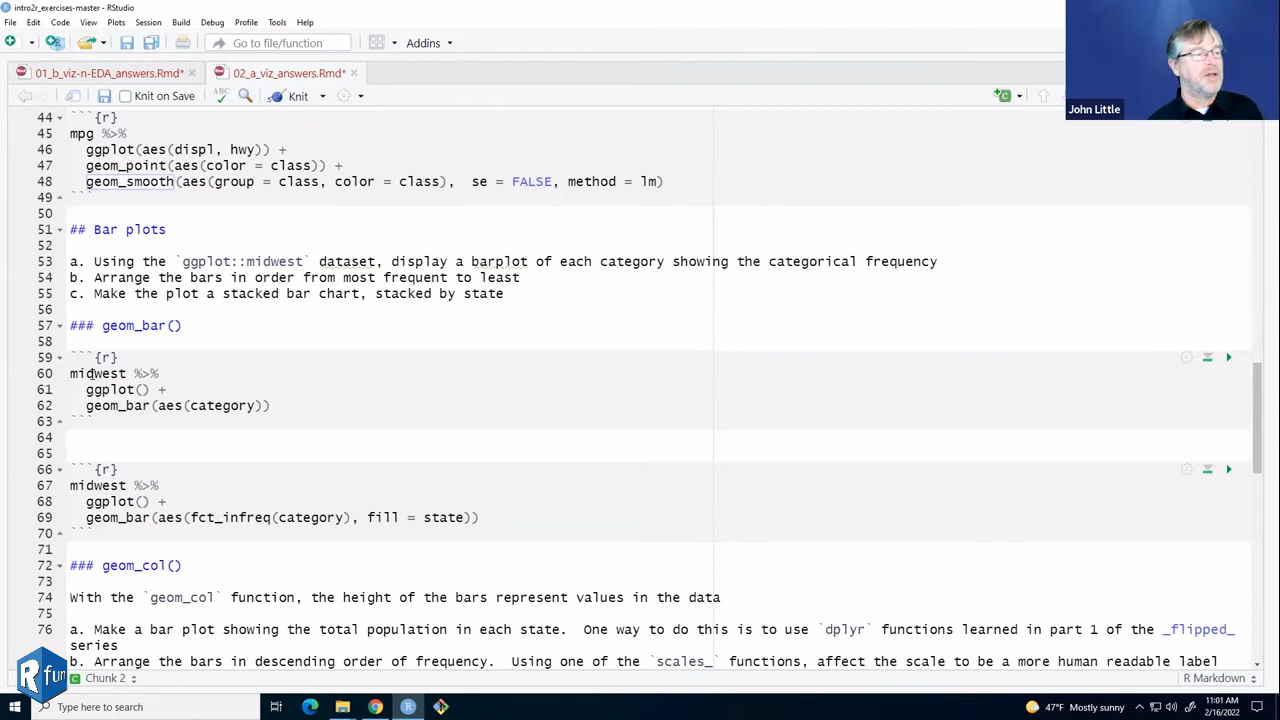 intro2r_exercises-master - RStudio
File Edit Code View Plots Session Build Debug Profile Tools Help
Go to file/function Addins
01_b_viz-n-EDA_answers.Rmd* 02_a_viz_answers.Rmd*
Knit on Save ABC Knit
John Little
44 ```{r}
45 mpg %>%
46 ggplot(aes(displ, hwy)) +
47 geom_point(aes(color = class)) +
48 geom_smooth(aes(group = class, color = class), se = FALSE, method = lm)
49 ```
50
51 ## Bar plots
52
53 a. Using the `ggplot::midwest` dataset, display a barplot of each category showing the categorical frequency
54 b. Arrange the bars in order from most frequent to least
55 c. Make the plot a stacked bar chart, stacked by state
56
57 ### geom_bar()
58
59 ```{r}
60 midwest %>%
61 ggplot() +
62 geom_bar(aes(category))
63 ```
64
65
66 ```{r}
67 midwest %>%
68 ggplot() +
69 geom_bar(aes(fct_infreq(category), fill = state))
70 ```
71
72 ### geom_col()
73
74 With the `geom_col` function, the height of the bars represent values in the data
75
76 a. Make a bar plot showing the total population in each state. One way to do this is to use `dplyr` functions learned in part 1 of the _flipped_
series
b. Arrange the bars in descending order of frequency. Using one of the `scales_` functions, affect the scale to be a more human readable label
R fun
Chunk 2 R Markdown
Type here to search 47°F Mostly sunny 11:01 AM
2/16/2022